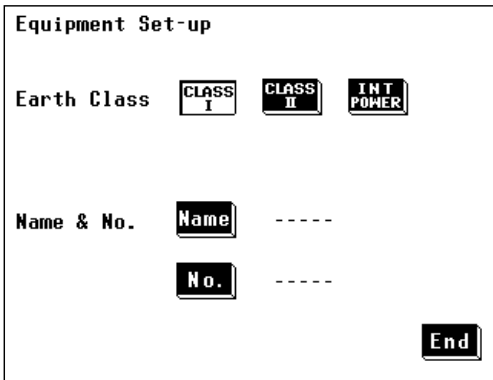 Equipment Set-up
Earth Class CLASS I CLASS II INT POWER
Name & No. Name -----
No. -----
End